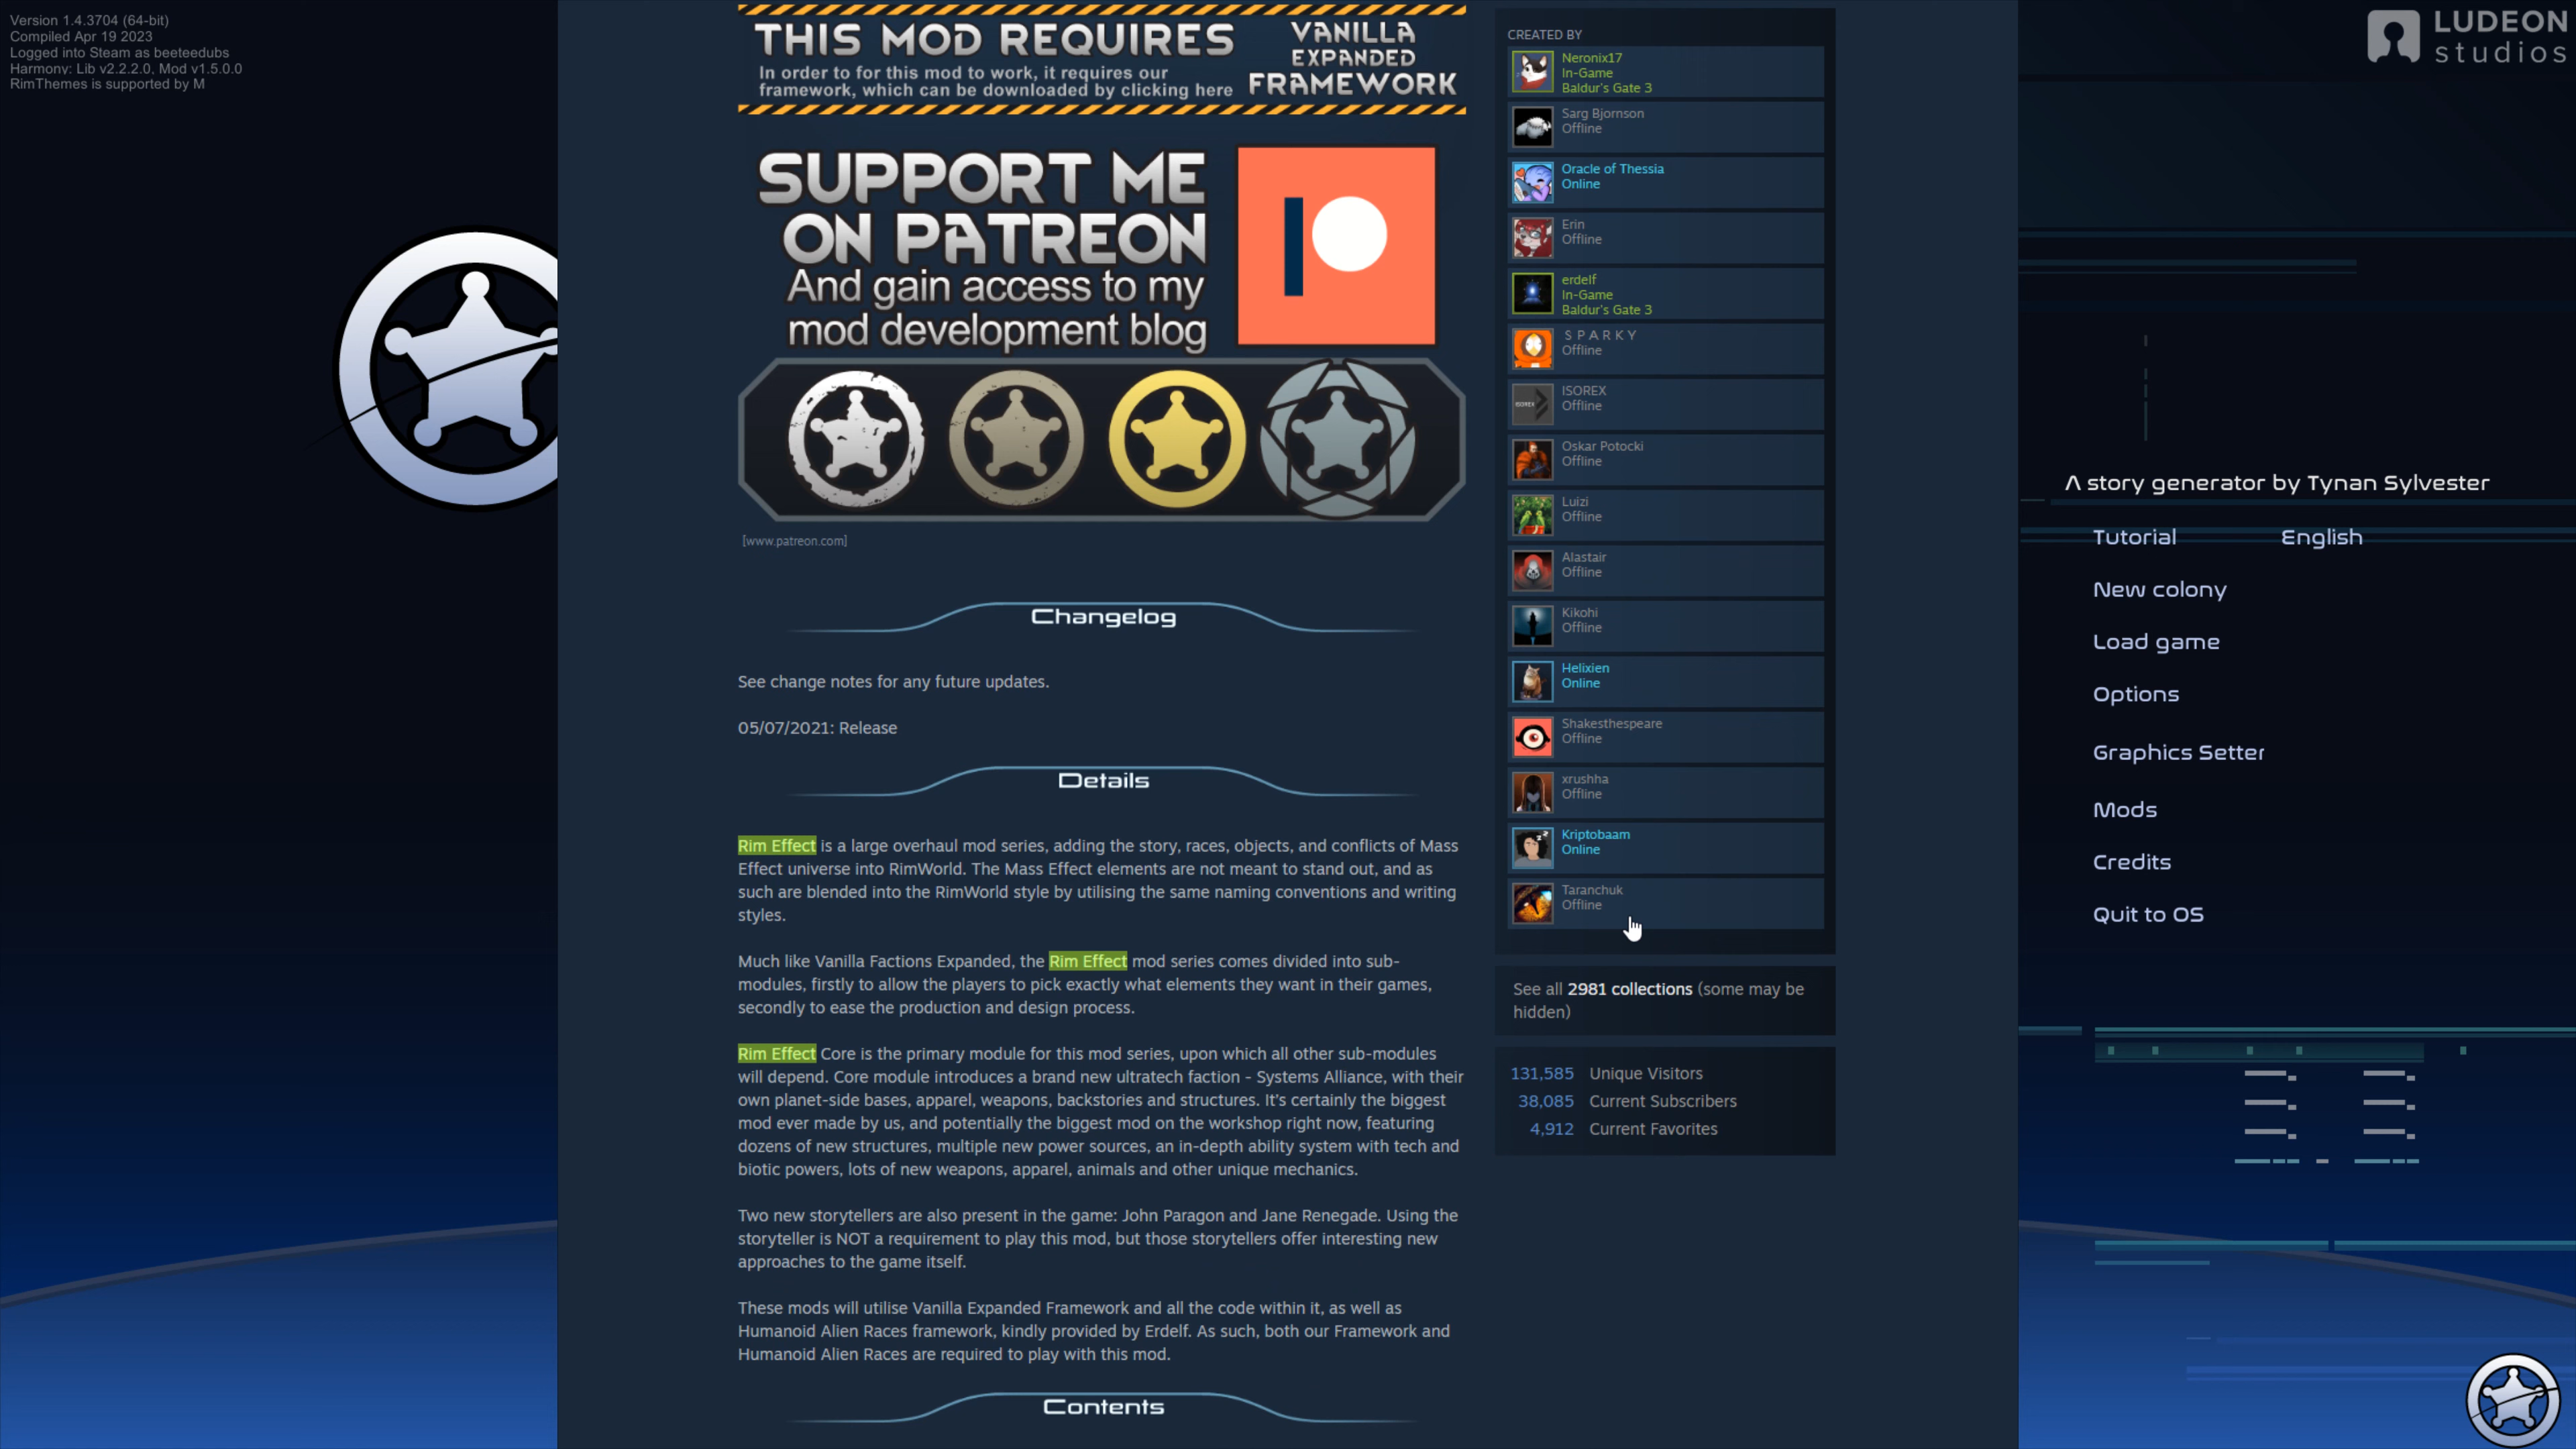 Version 1.4.3704 (64-bit)
Compiled Apr 19 2023
Logged into Steam as beeteedubs
Harmony: Lib v2.2.2.0, Mod v1.5.0.0
RimThemes is supported by M
THIS MOD REQUIRES
In order to for this mod to work, it requires our
framework, which can be downloaded by clicking here
VANILLA
EXPANDED
FRAMEWORK
SUPPORT ME
ON PATREON
And gain access to my
mod development blog
[www.patreon.com]
Changelog
See change notes for any future updates.
05/07/2021: Release
Details
Rim Effect is a large overhaul mod series, adding the story, races, objects, and conflicts of Mass
Effect universe into RimWorld. The Mass Effect elements are not meant to stand out, and as
such are blended into the RimWorld style by utilising the same naming conventions and writing
styles.
Much like Vanilla Factions Expanded, the Rim Effect mod series comes divided into sub-
modules, firstly to allow the players to pick exactly what elements they want in their games,
secondly to ease the production and design process.
Rim Effect Core is the primary module for this mod series, upon which all other sub-modules
will depend. Core module introduces a brand new ultratech faction - Systems Alliance, with their
own planet-side bases, apparel, weapons, backstories and structures. It's certainly the biggest
mod ever made by us, and potentially the biggest mod on the workshop right now, featuring
dozens of new structures, multiple new power sources, an in-depth ability system with tech and
biotic powers, lots of new weapons, apparel, animals and other unique mechanics.
Two new storytellers are also present in the game: John Paragon and Jane Renegade. Using the
storyteller is NOT a requirement to play this mod, but those storytellers offer interesting new
approaches to the game itself.
These mods will utilise Vanilla Expanded Framework and all the code within it, as well as
Humanoid Alien Races framework, kindly provided by Erdelf. As such, both our Framework and
Humanoid Alien Races are required to play with this mod.
Contents
CREATED BY
Neronix17
In-Game
Baldur's Gate 3
Sarg Bjornson
Offline
Oracle of Thessia
Online
Erin
Offline
erdelf
In-Game
Baldur's Gate 3
S P A R K Y
Offline
ISOREX
ISOREX
Offline
Oskar Potocki
Offline
Luizi
Offline
Alastair
Offline
Kikohi
Offline
Helixien
Online
Shakesthespeare
Offline
xrushha
Offline
Kriptobaam
Online
Taranchuk
Offline
See all 2981 collections (some may be
hidden)
131,585 Unique Visitors
38,085 Current Subscribers
4,912 Current Favorites
LUDEON
studios
A story generator by Tynan Sylvester
Tutorial English
New colony
Load game
Options
Graphics Setter
Mods
Credits
Quit to OS